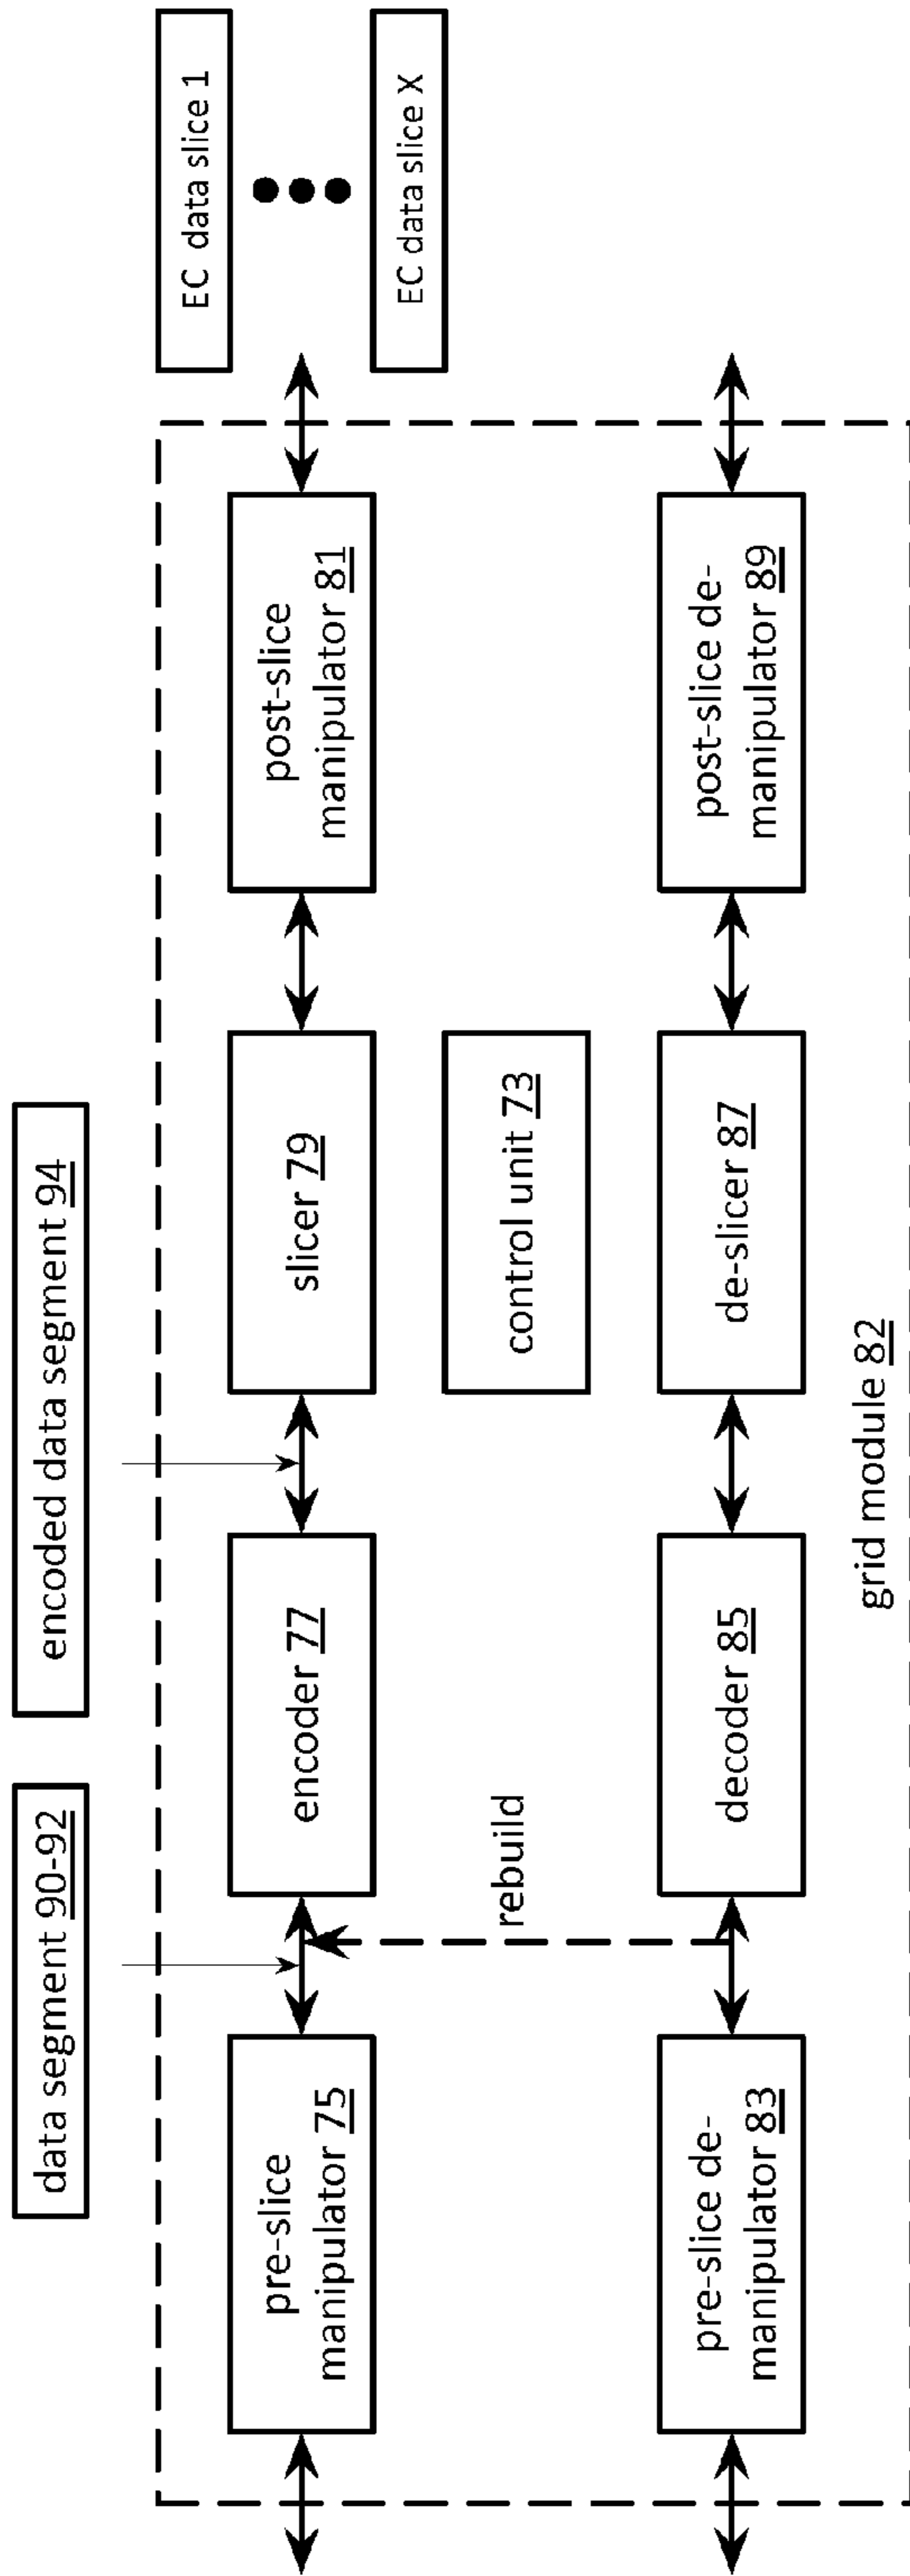 data segment 90-92
encoded data segment 94
EC data slice 1
EC data slice X
pre-slice
manipulator 75
encoder 77
slicer 79
post-slice
manipulator 81
rebuild
control unit 73
pre-slice de-
manipulator 83
decoder 85
de-slicer 87
post-slice de-
manipulator 89
grid module 82